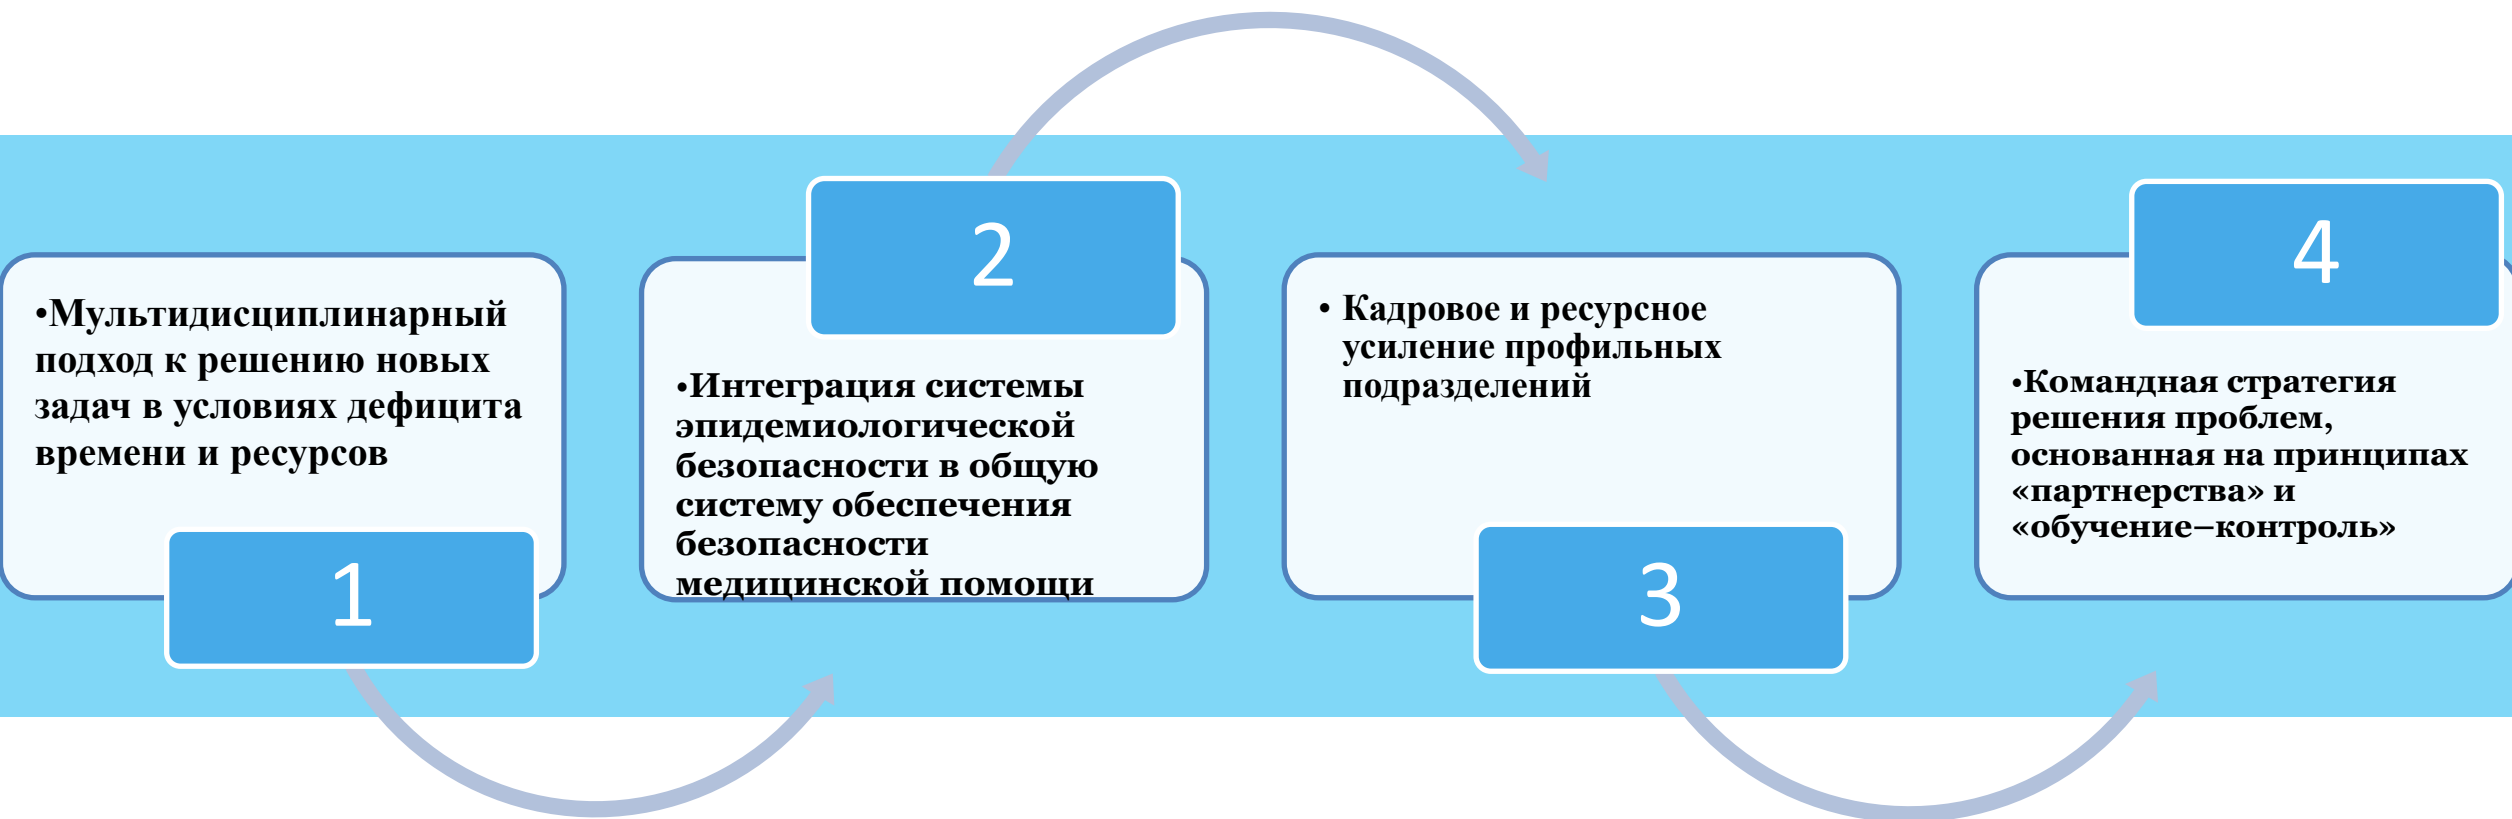 •Мультидисциплинарный
подход к решению новых
задач в условиях дефицита
времени и ресурсов
1
2
•Интеграция системы
эпидемиологической
безопасности в общую
систему обеспечения
безопасности
медицинской помощи
• Кадровое и ресурсное
усиление профильных
подразделений
3
4
•Командная стратегия
решения проблем,
основанная на принципах
«партнерства» и
«обучение–контроль»